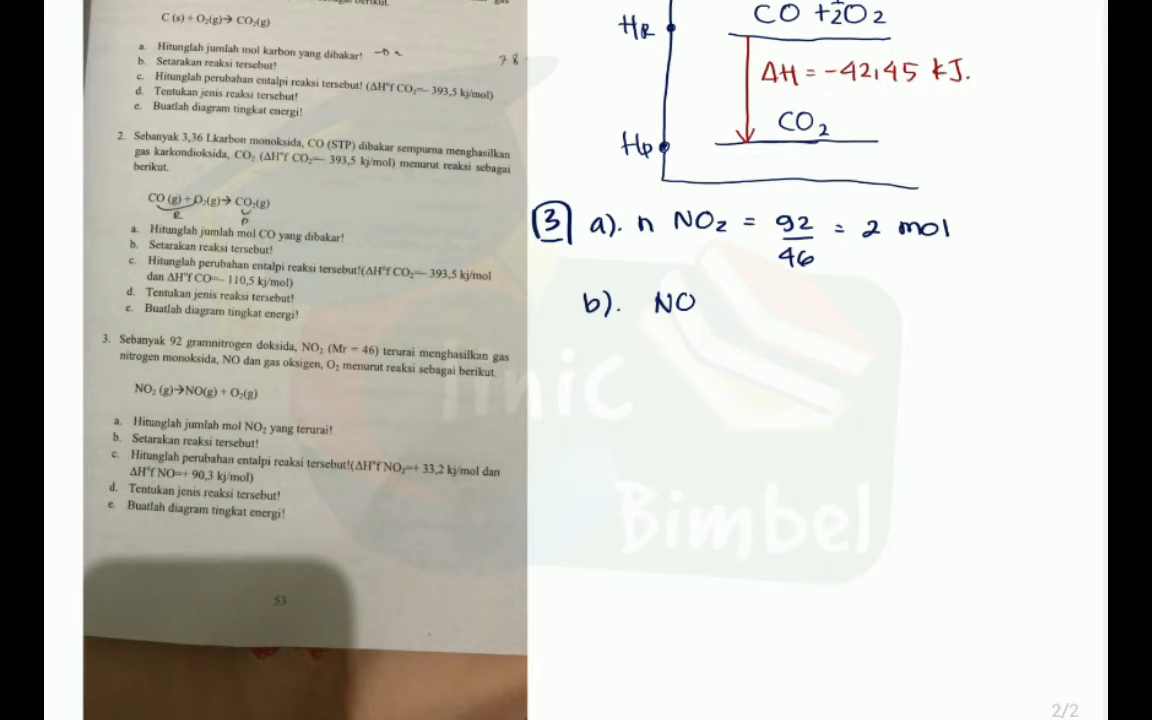 C (s) + O₂(g)→ CO₂(g)
a. Hitunglah jumlah mol karbon yang dibakar!
b. Setarakan reaksi tersebut!
c. Hitunglah perubahan entalpi reaksi tersebut! (ΔH°f CO₂=– 393,5 kj/mol)
d. Tentukan jenis reaksi tersebut!
e. Buatlah diagram tingkat energi!
2. Sebanyak 3,36 Lkarbon monoksida, CO (STP) dibakar sempurna menghasilkan
gas karkondioksida, CO₂ (ΔH°f CO₂=– 393,5 kj/mol) menurut reaksi sebagai
berikut.
CO (g) + O₂(g)→ CO₂(g)
R P
a. Hitunglah jumlah mol CO yang dibakar!
b. Setarakan reaksi tersebut!
c. Hitunglah perubahan entalpi reaksi tersebut!(ΔH°f CO₂=– 393,5 kj/mol
dan ΔH°f CO=– 110,5 kj/mol)
d. Tentukan jenis reaksi tersebut!
e. Buatlah diagram tingkat energi!
3. Sebanyak 92 gramnitrogen doksida, NO₂ (Mr = 46) terurai menghasilkan gas
nitrogen monoksida, NO dan gas oksigen, O₂ menurut reaksi sebagai berikut.
NO₂ (g)→NO(g) + O₂(g)
a. Hitunglah jumlah mol NO₂ yang terurai!
b. Setarakan reaksi tersebut!
c. Hitunglah perubahan entalpi reaksi tersebut!(ΔH°f NO₂=+ 33,2 kj/mol dan
ΔH°f NO=+ 90,3 kj/mol)
d. Tentukan jenis reaksi tersebut!
e. Buatlah diagram tingkat energi!
53
HR CO + ½O₂
ΔH = -42,45 kJ.
CO₂
Hp
3 a). n NO₂ = 92/46 = 2 mol
b). NO
linic
Bimbel
2/2